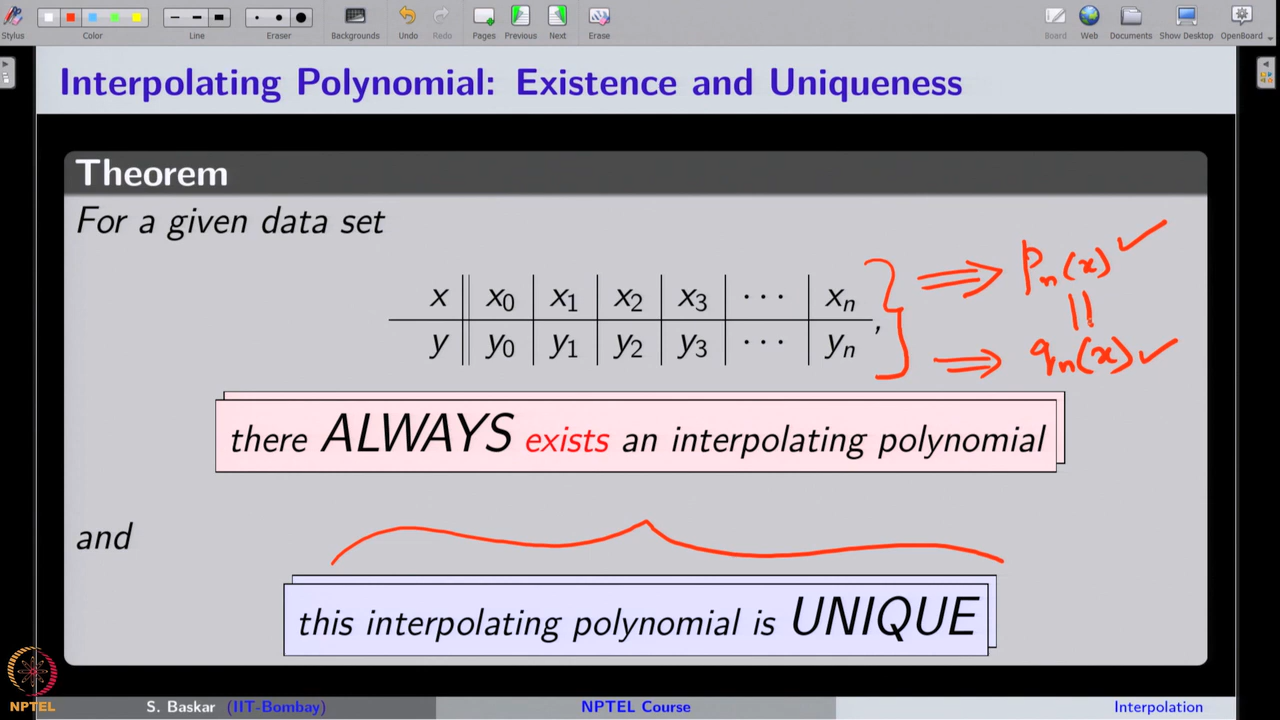 Stylus Color Line Eraser Backgrounds Undo Redo Pages Previous Next Erase Board Web Documents Show Desktop OpenBoard
Interpolating Polynomial: Existence and Uniqueness
Theorem
For a given data set
x x₀ x₁ x₂ x₃ ⋯ xₙ
y y₀ y₁ y₂ y₃ ⋯ yₙ ,
⇒ pₙ(x) ✓
||
⇒ qₙ(x) ✓
there ALWAYS exists an interpolating polynomial
and
this interpolating polynomial is UNIQUE
NPTEL
S. Baskar (IIT-Bombay) NPTEL Course Interpolation